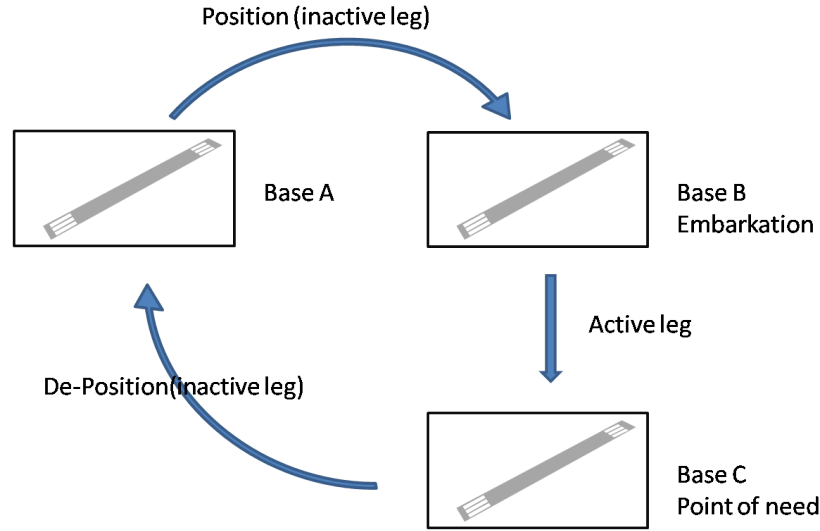 Position (inactive leg)
Base A
Base B
Embarkation
Active leg
De-Position(inactive leg)
Base C
Point of need